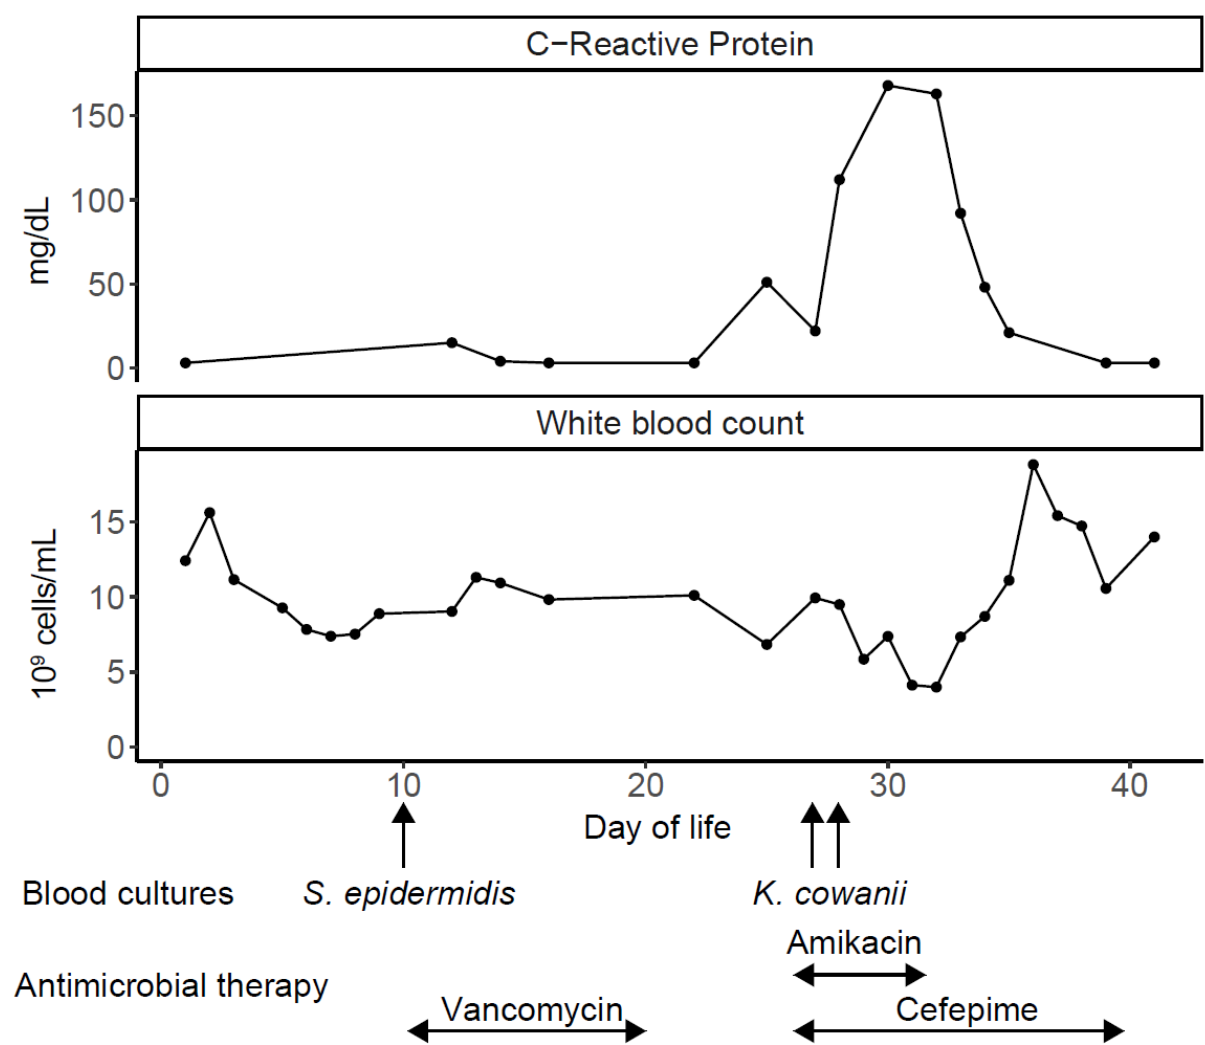 C−Reactive Protein
150
100
50
0
mg/dL
White blood count
15
10
5
0
10⁹ cells/mL
0 10 20 30 40
Day of life
Blood cultures S. epidermidis K. cowanii
Amikacin
Antimicrobial therapy
Vancomycin Cefepime